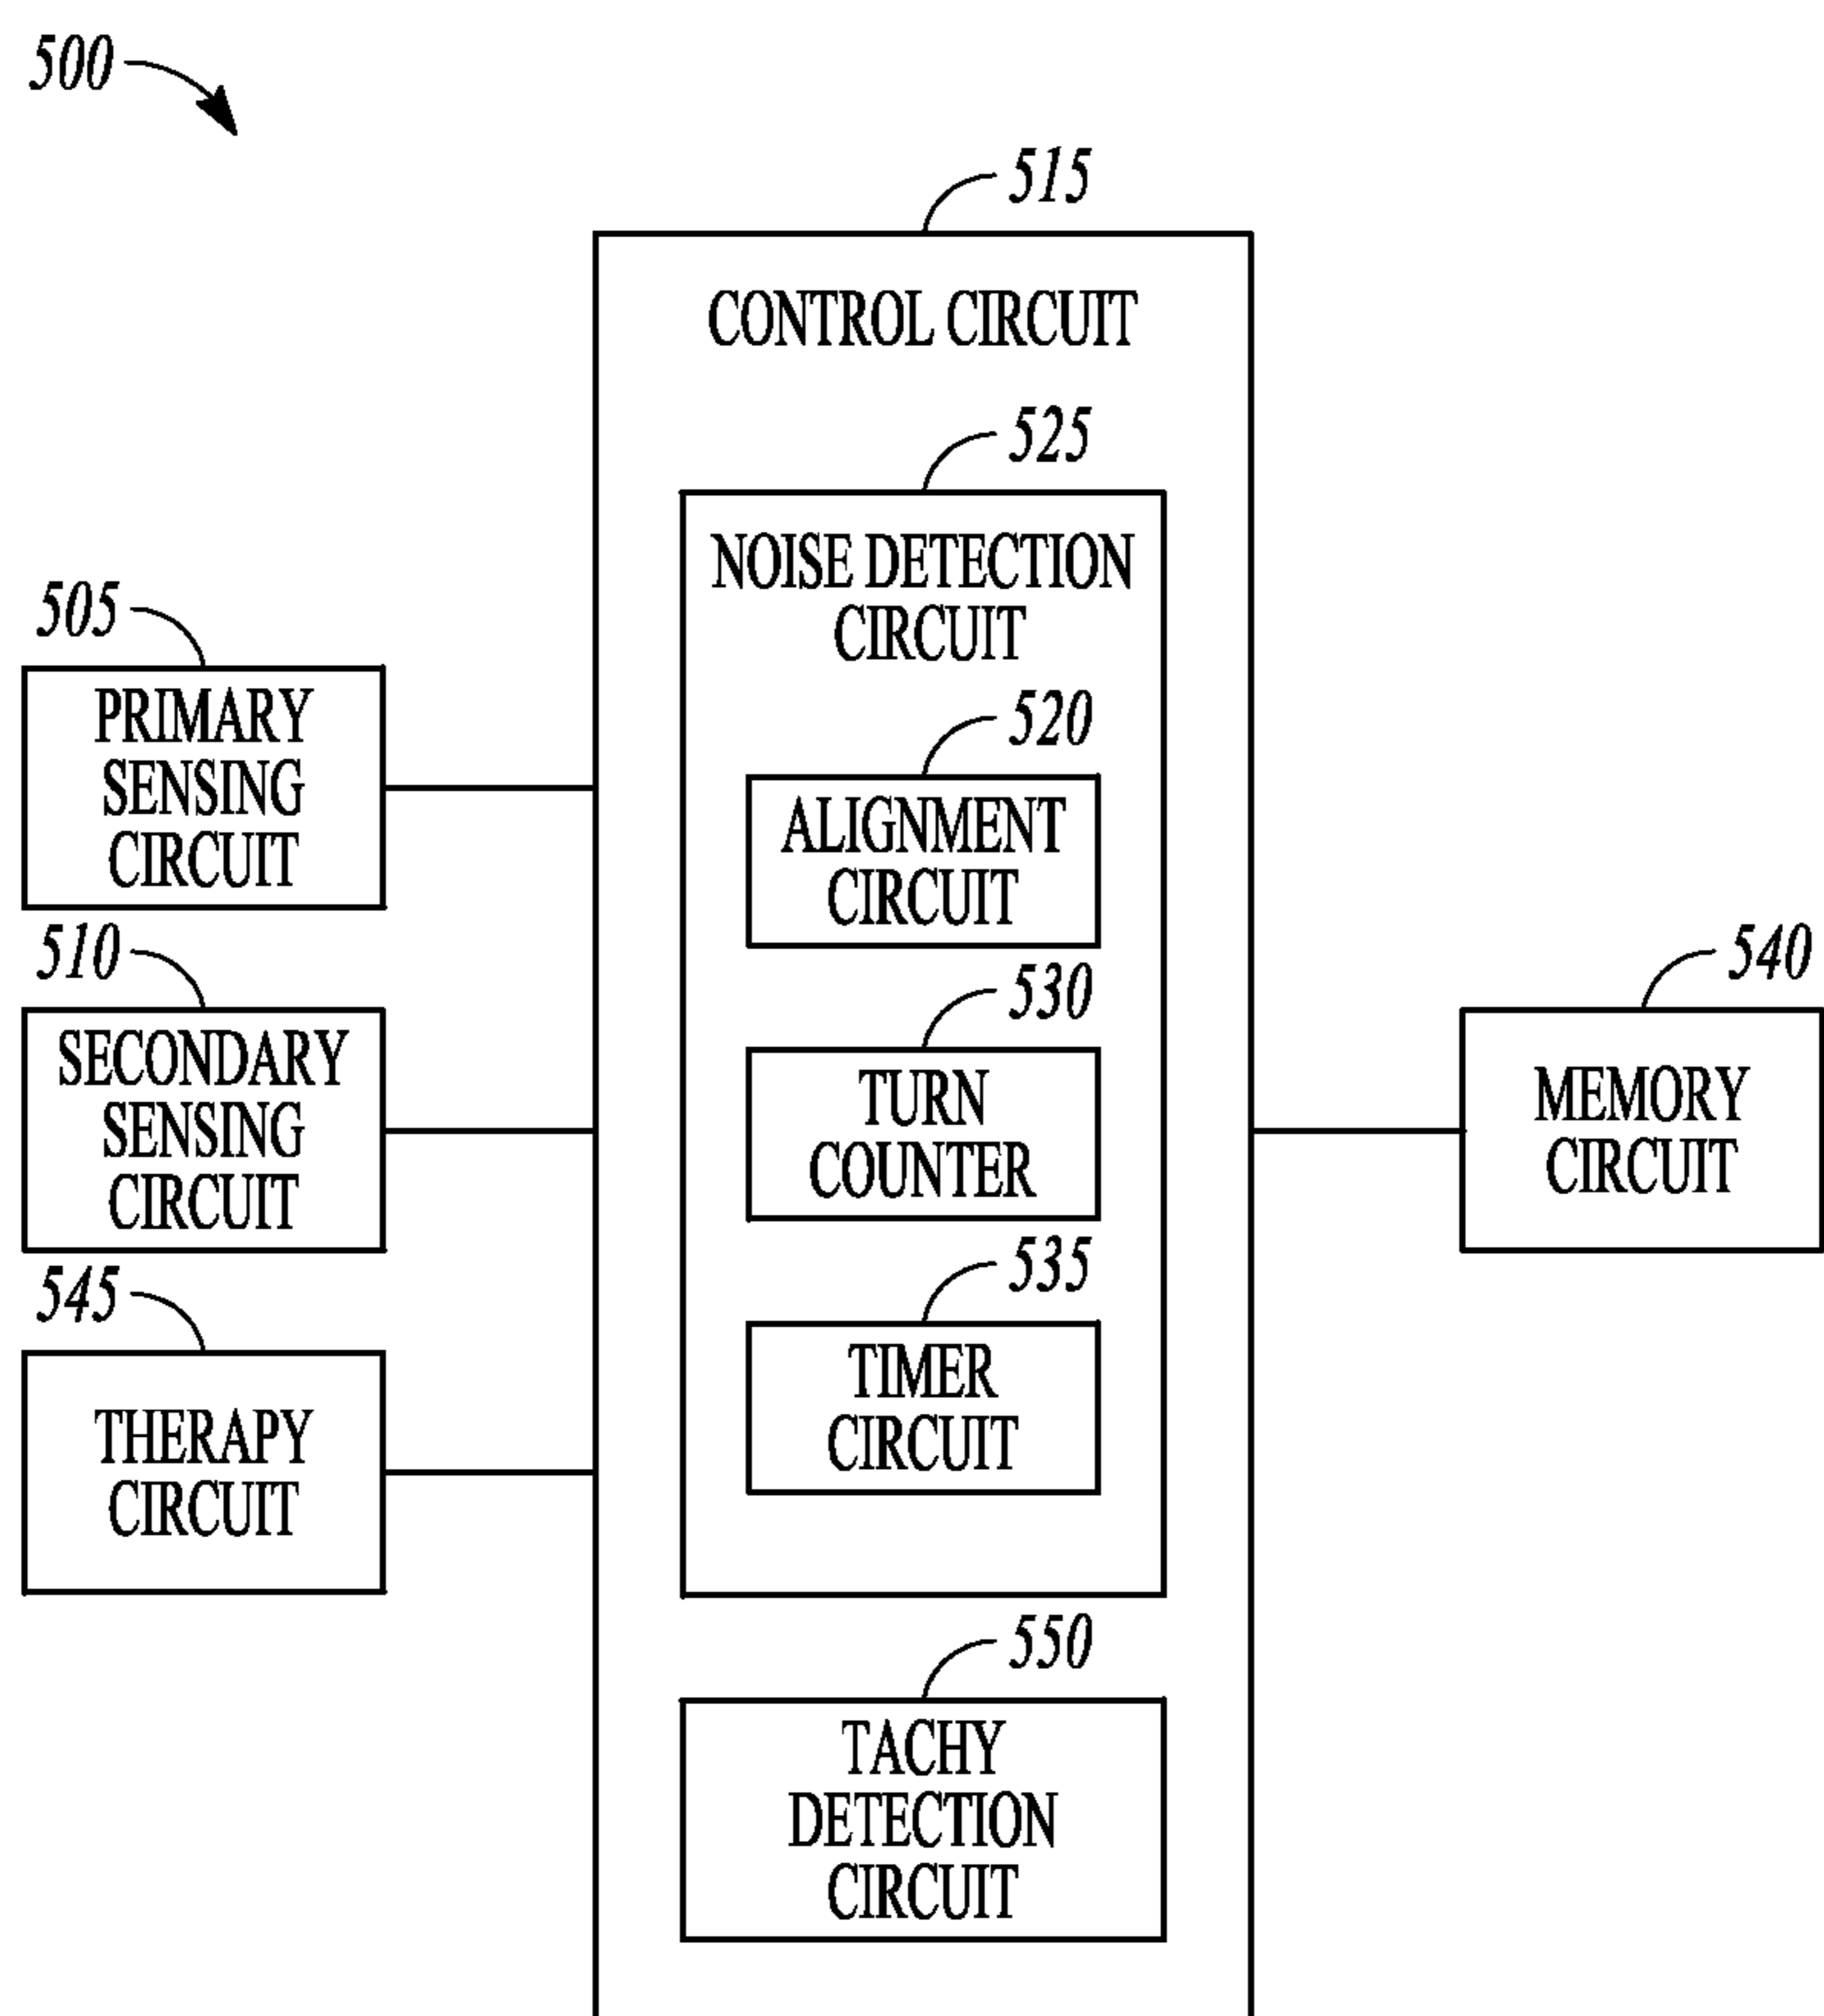 500
515
CONTROL CIRCUIT
525
NOISE DETECTION
CIRCUIT
505
PRIMARY
SENSING
CIRCUIT
520
ALIGNMENT
CIRCUIT
510
SECONDARY
SENSING
CIRCUIT
530
TURN
COUNTER
540
MEMORY
CIRCUIT
545
THERAPY
CIRCUIT
535
TIMER
CIRCUIT
550
TACHY
DETECTION
CIRCUIT